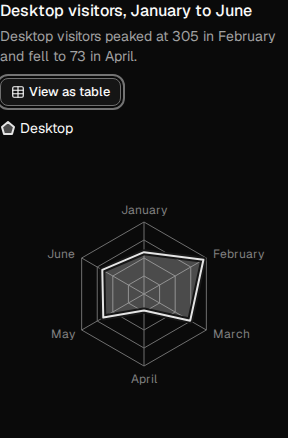 Desktop visitors, January to June
Desktop visitors peaked at 305 in February
and fell to 73 in April.
View as table
Desktop
January
June
February
May
March
April